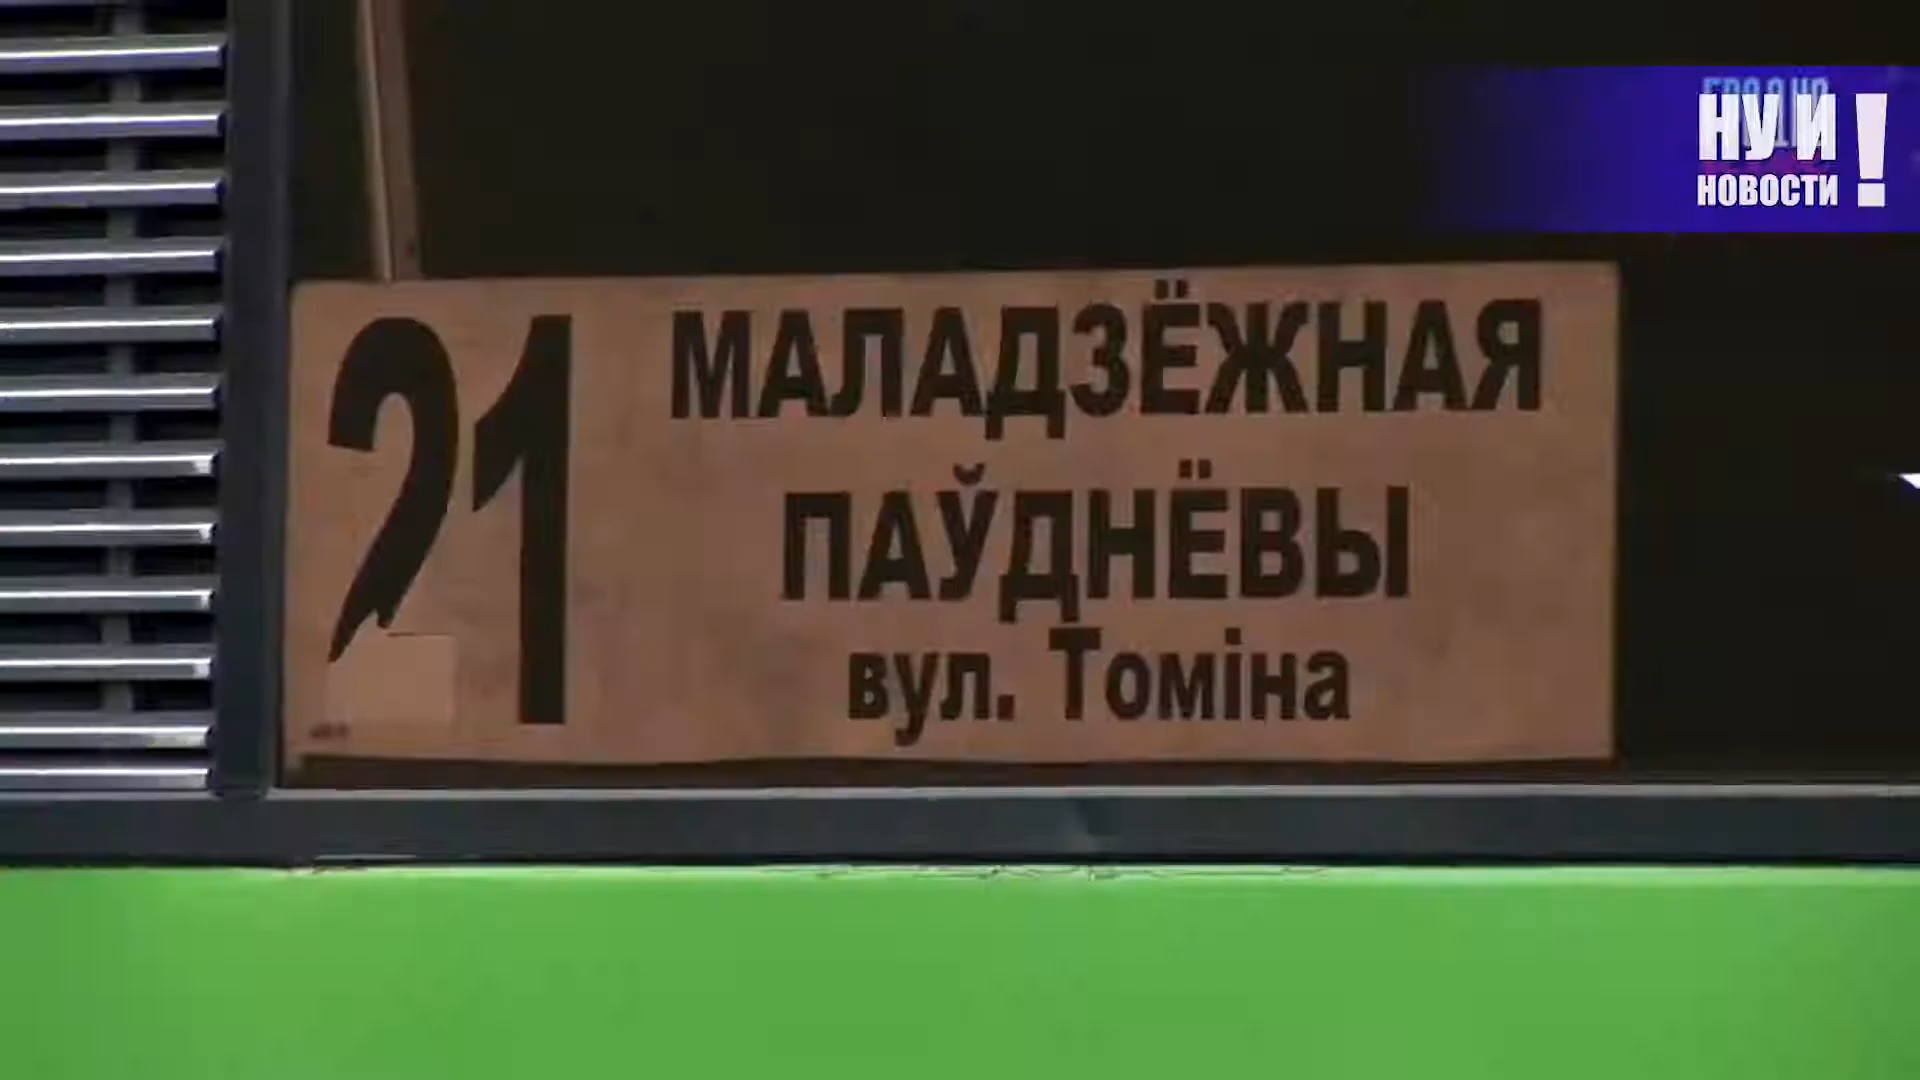 НУ И
НОВОСТИ!
21
МАЛАДЗЁЖНАЯ
ПАЎДНЁВЫ
вул. Томіна